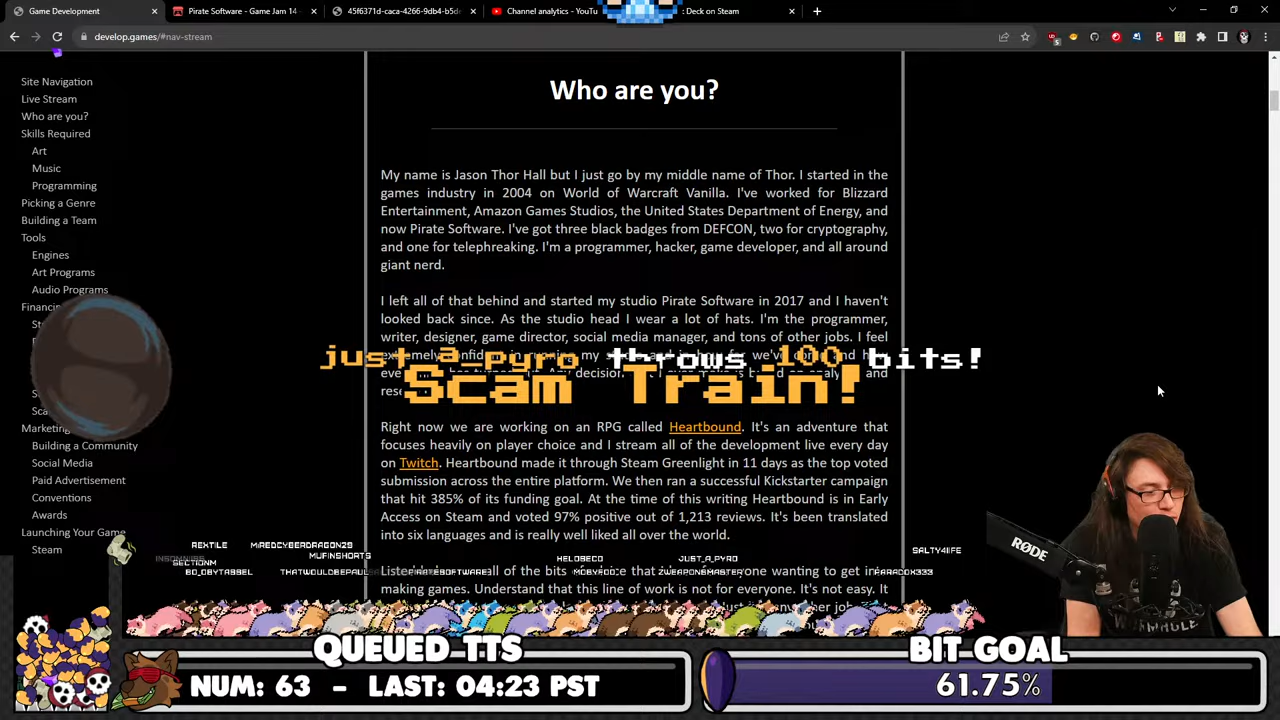 Game Development
Pirate Software - Game Jam 14 -
45f6371d-caca-4266-9db4-b5d
Channel analytics - YouTu
: Deck on Steam
develop.games/#nav-stream
Site Navigation
Live Stream
Who are you?
Skills Required
Art
Music
Programming
Picking a Genre
Building a Team
Tools
Engines
Art Programs
Audio Programs
Building a Community
Social Media
Paid Advertisement
Conventions
Awards
Launching Your Game
Steam
Who are you?
My name is Jason Thor Hall but I just go by my middle name of Thor. I started in the
games industry in 2004 on World of Warcraft Vanilla. I've worked for Blizzard
Entertainment, Amazon Games Studios, the United States Department of Energy, and
now Pirate Software. I've got three black badges from DEFCON, two for cryptography,
and one for telephreaking. I'm a programmer, hacker, game developer, and all around
giant nerd.
I left all of that behind and started my studio Pirate Software in 2017 and I haven't
looked back since. As the studio head I wear a lot of hats. I'm the programmer,
writer, designer, game director, social media manager, and tons of other jobs. I feel
just_a_pyro throws 100 bits!
Scam Train!
Right now we are working on an RPG called Heartbound. It's an adventure that
focuses heavily on player choice and I stream all of the development live every day
on Twitch. Heartbound made it through Steam Greenlight in 11 days as the top voted
submission across the entire platform. We then ran a successful Kickstarter campaign
that hit 385% of its funding goal. At the time of this writing Heartbound is in Early
Access on Steam and voted 97% positive out of 1,213 reviews. It's been translated
into six languages and is really well liked all over the world.
making games. Understand that this line of work is not for everyone. It's not easy. It
REXTILE
MIREDCYBERDRAGON29
MUFINSHORTS
SECTIONM
HELOBECO
JUST_A_PYRO
SALTY4IFE
ZWEAPONSMASTER
PARADOX333
RØDE
QUEUED TTS
NUM: 63 - LAST: 04:23 PST
BIT GOAL
61.75%